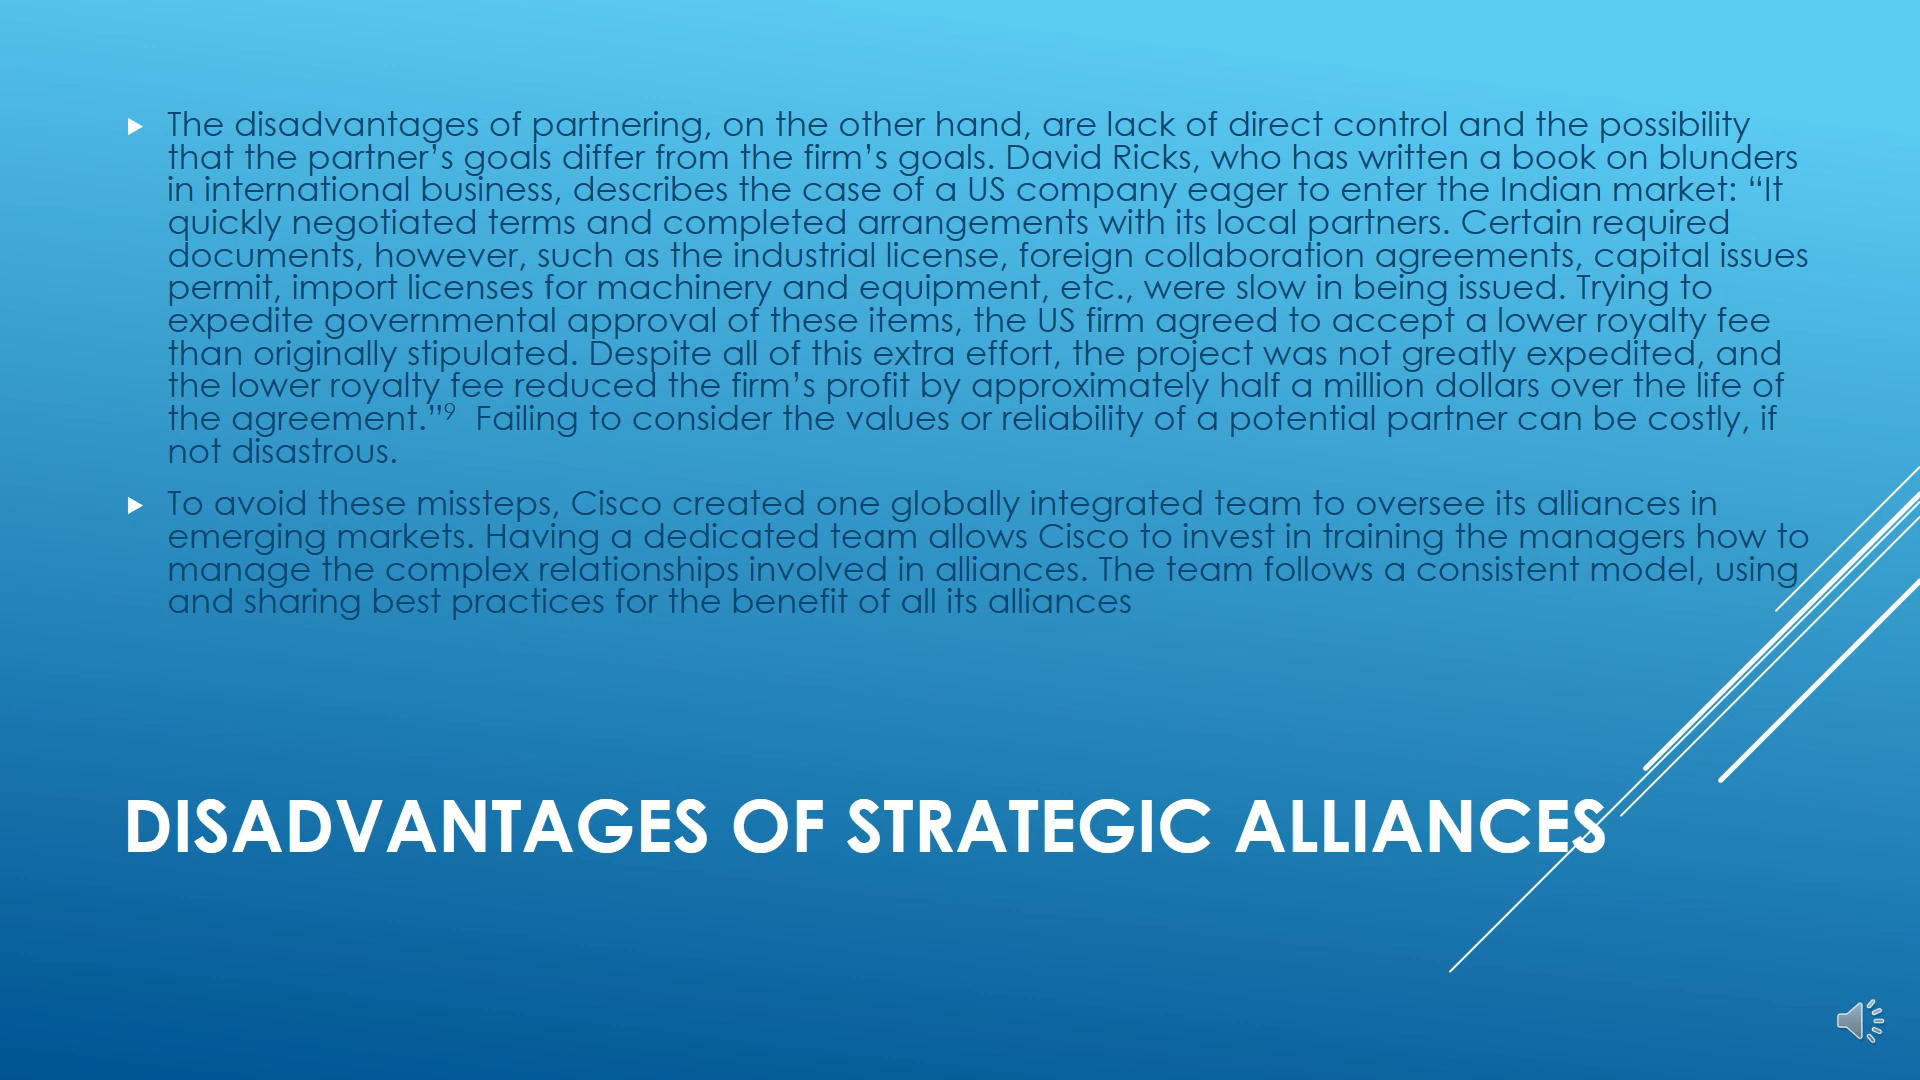 The disadvantages of partnering, on the other hand, are lack of direct control and the possibility
that the partner’s goals differ from the firm’s goals. David Ricks, who has written a book on blunders
in international business, describes the case of a US company eager to enter the Indian market: “It
quickly negotiated terms and completed arrangements with its local partners. Certain required
documents, however, such as the industrial license, foreign collaboration agreements, capital issues
permit, import licenses for machinery and equipment, etc., were slow in being issued. Trying to
expedite governmental approval of these items, the US firm agreed to accept a lower royalty fee
than originally stipulated. Despite all of this extra effort, the project was not greatly expedited, and
the lower royalty fee reduced the firm’s profit by approximately half a million dollars over the life of
the agreement.”⁹ Failing to consider the values or reliability of a potential partner can be costly, if
not disastrous.
To avoid these missteps, Cisco created one globally integrated team to oversee its alliances in
emerging markets. Having a dedicated team allows Cisco to invest in training the managers how to
manage the complex relationships involved in alliances. The team follows a consistent model, using
and sharing best practices for the benefit of all its alliances
DISADVANTAGES OF STRATEGIC ALLIANCES